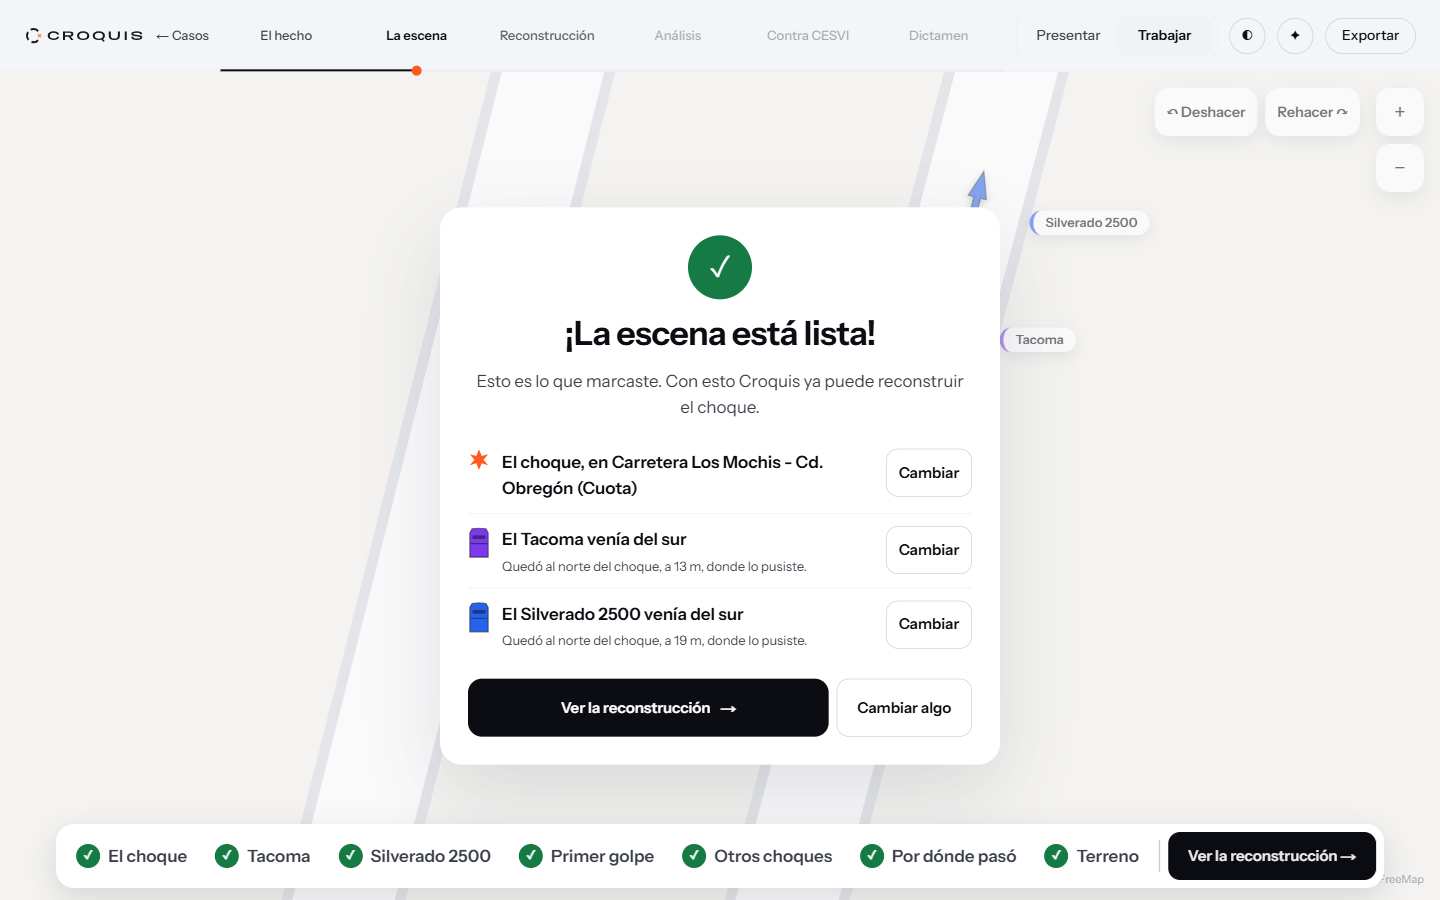 CROQUIS
← Casos
El hecho
La escena
Reconstrucción
Análisis
Contra CESVI
Dictamen
Presentar
Trabajar
Exportar
Deshacer
Rehacer
+
−
Silverado 2500
Tacoma
¡La escena está lista!
Esto es lo que marcaste. Con esto Croquis ya puede reconstruir
el choque.
El choque, en Carretera Los Mochis - Cd.
Obregón (Cuota)
Cambiar
El Tacoma venía del sur
Quedó al norte del choque, a 13 m, donde lo pusiste.
Cambiar
El Silverado 2500 venía del sur
Quedó al norte del choque, a 19 m, donde lo pusiste.
Cambiar
Ver la reconstrucción →
Cambiar algo
El choque
Tacoma
Silverado 2500
Primer golpe
Otros choques
Por dónde pasó
Terreno
Ver la reconstrucción →
FreeMap